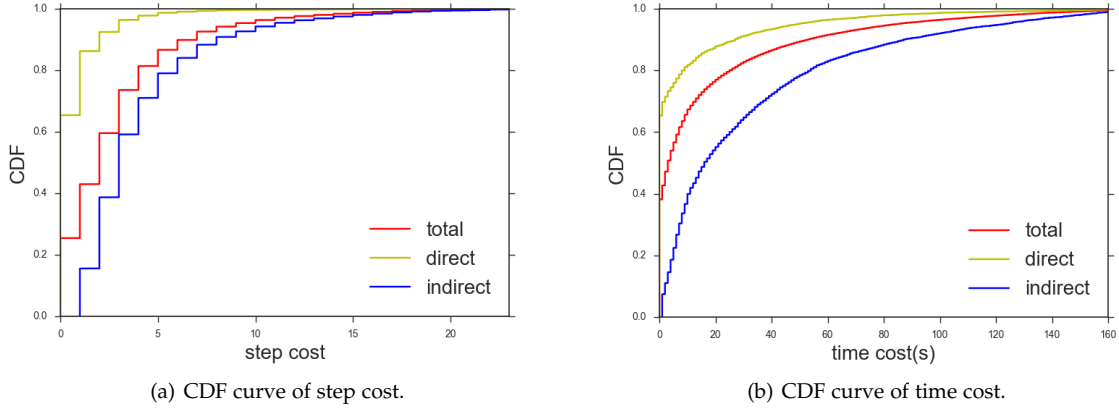 1.0
0.8
0.6
0.4
0.2
0.0
CDF
0 5 10 15 20
step cost
total
direct
indirect
(a) CDF curve of step cost.
1.0
0.8
0.6
0.4
0.2
0.0
CDF
0 20 40 60 80 100 120 140 160
time cost(s)
total
direct
indirect
(b) CDF curve of time cost.